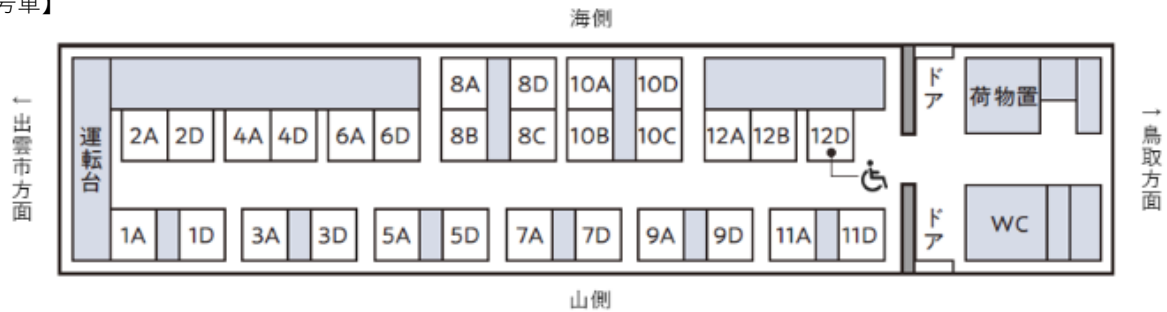 号車】
海側
8A 8D 10A 10D
ドア
荷物置
2A 2D 4A 4D 6A 6D 8B 8C 10B 10C 12A 12B 12D
運転台
←出雲市方面
→鳥取方面
1A 1D 3A 3D 5A 5D 7A 7D 9A 9D 11A 11D
ドア
WC
山側